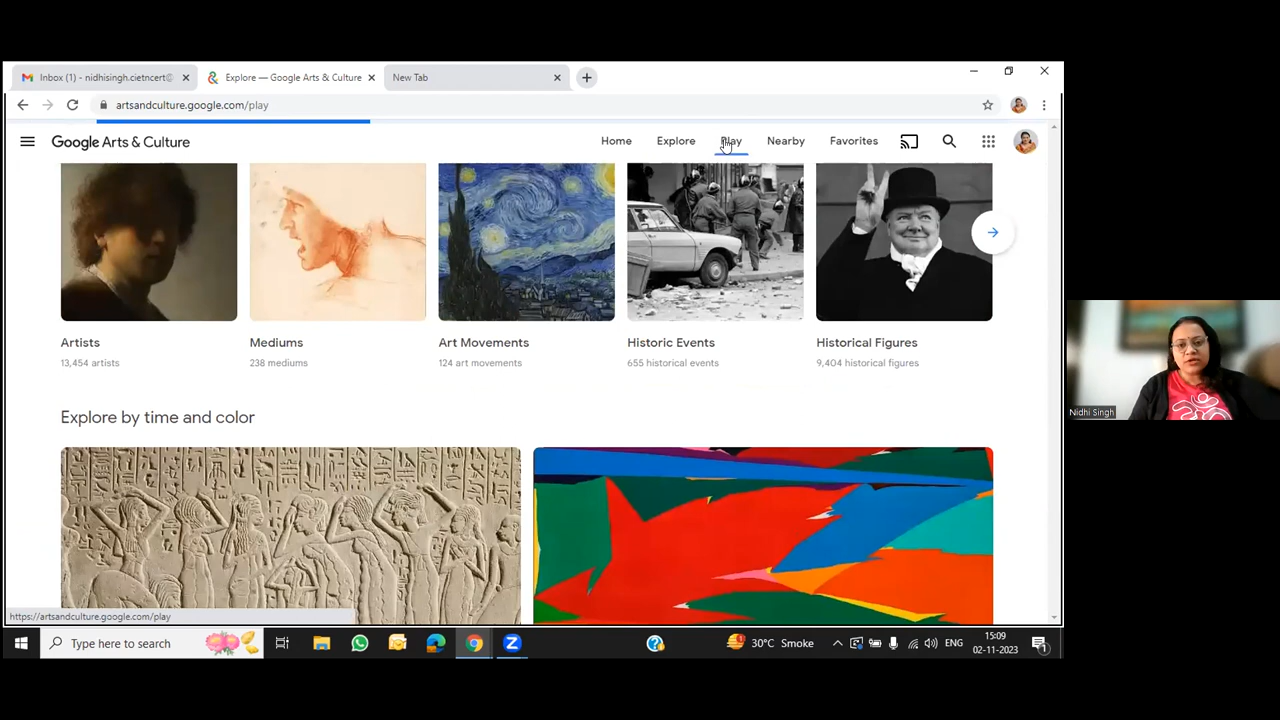 Inbox (1) - nidhisingh.cietncert@
Explore — Google Arts & Culture
New Tab
artsandculture.google.com/play
Google Arts & Culture
Home
Explore
Play
Nearby
Favorites
Artists
13,454 artists
Mediums
238 mediums
Art Movements
124 art movements
Historic Events
655 historical events
Historical Figures
9,404 historical figures
Explore by time and color
https://artsandculture.google.com/play
Nidhi Singh
Type here to search
30°C Smoke
ENG
15:09
02-11-2023
1